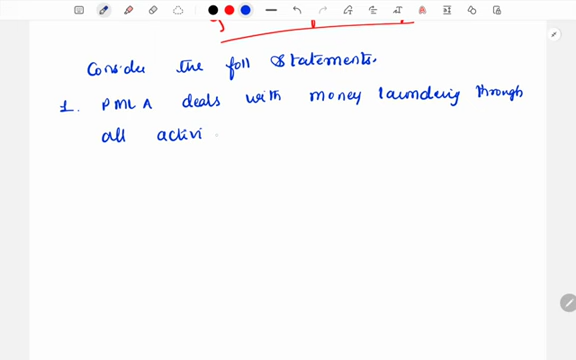 Consider the foll Statements.
1. PMLA deals with money laundering through
all activi